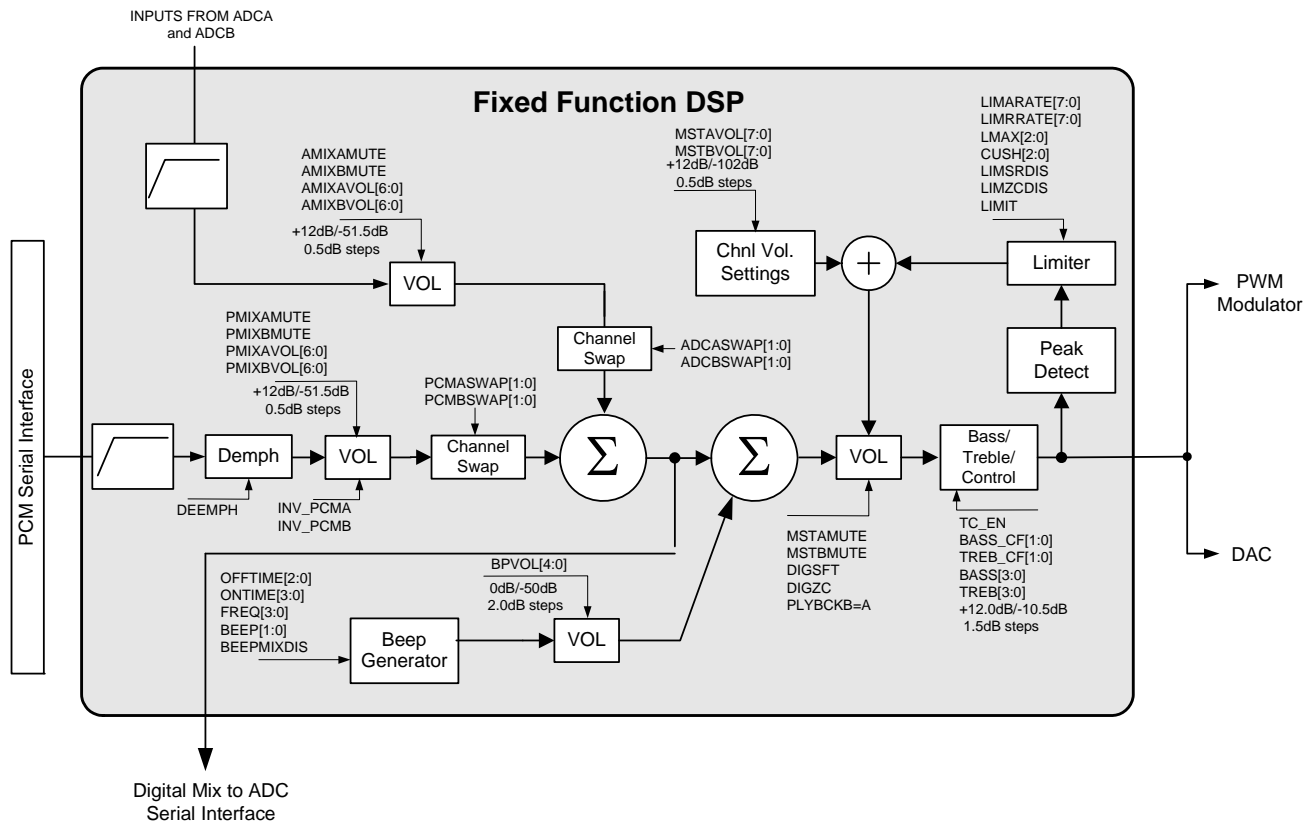 INPUTS FROM ADCA
and ADCB
Fixed Function DSP
AMIXAMUTE
AMIXBMUTE
AMIXAVOL[6:0]
AMIXBVOL[6:0]
+12dB/-51.5dB
0.5dB steps
VOL
MSTAVOL[7:0]
MSTBVOL[7:0]
+12dB/-102dB
0.5dB steps
Chnl Vol.
Settings
+
LIMARATE[7:0]
LIMRRATE[7:0]
LMAX[2:0]
CUSH[2:0]
LIMSRDIS
LIMZCDIS
LIMIT
Limiter
Peak
Detect
PWM
Modulator
PCM Serial Interface
PMIXAMUTE
PMIXBMUTE
PMIXAVOL[6:0]
PMIXBVOL[6:0]
+12dB/-51.5dB
0.5dB steps
Channel
Swap
ADCASWAP[1:0]
ADCBSWAP[1:0]
PCMASWAP[1:0]
PCMBSWAP[1:0]
Demph
VOL
Channel
Swap
Σ
Σ
VOL
Bass/
Treble/
Control
DEEMPH
INV_PCMA
INV_PCMB
MSTAMUTE
MSTBMUTE
DIGSFT
DIGZC
PLYBCKB=A
TC_EN
BASS_CF[1:0]
TREB_CF[1:0]
BASS[3:0]
TREB[3:0]
+12.0dB/-10.5dB
1.5dB steps
DAC
OFFTIME[2:0]
ONTIME[3:0]
FREQ[3:0]
BEEP[1:0]
BEEPMIXDIS
Beep
Generator
BPVOL[4:0]
0dB/-50dB
2.0dB steps
VOL
Digital Mix to ADC
Serial Interface